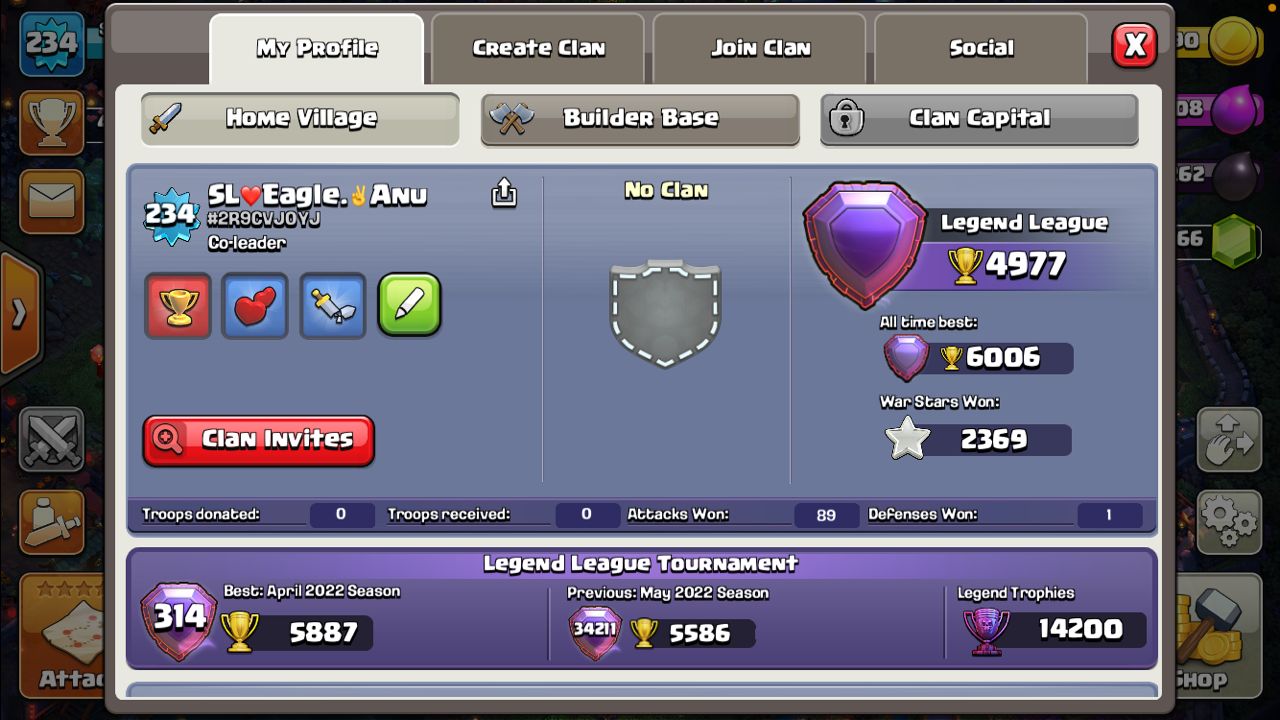 234
My Profile
Create Clan
Join Clan
Social
X
Home Village
Builder Base
Clan Capital
234
SL❤️Eagle.✌️Anu
#2R9CVJ0YJ
Co-leader
No Clan
Legend League
4977
All time best:
6006
War Stars Won:
2369
Clan Invites
Troops donated: 0
Troops received: 0
Attacks Won: 89
Defenses Won: 1
Legend League Tournament
Best: April 2022 Season
314
5887
Previous: May 2022 Season
34211
5586
Legend Trophies
14200